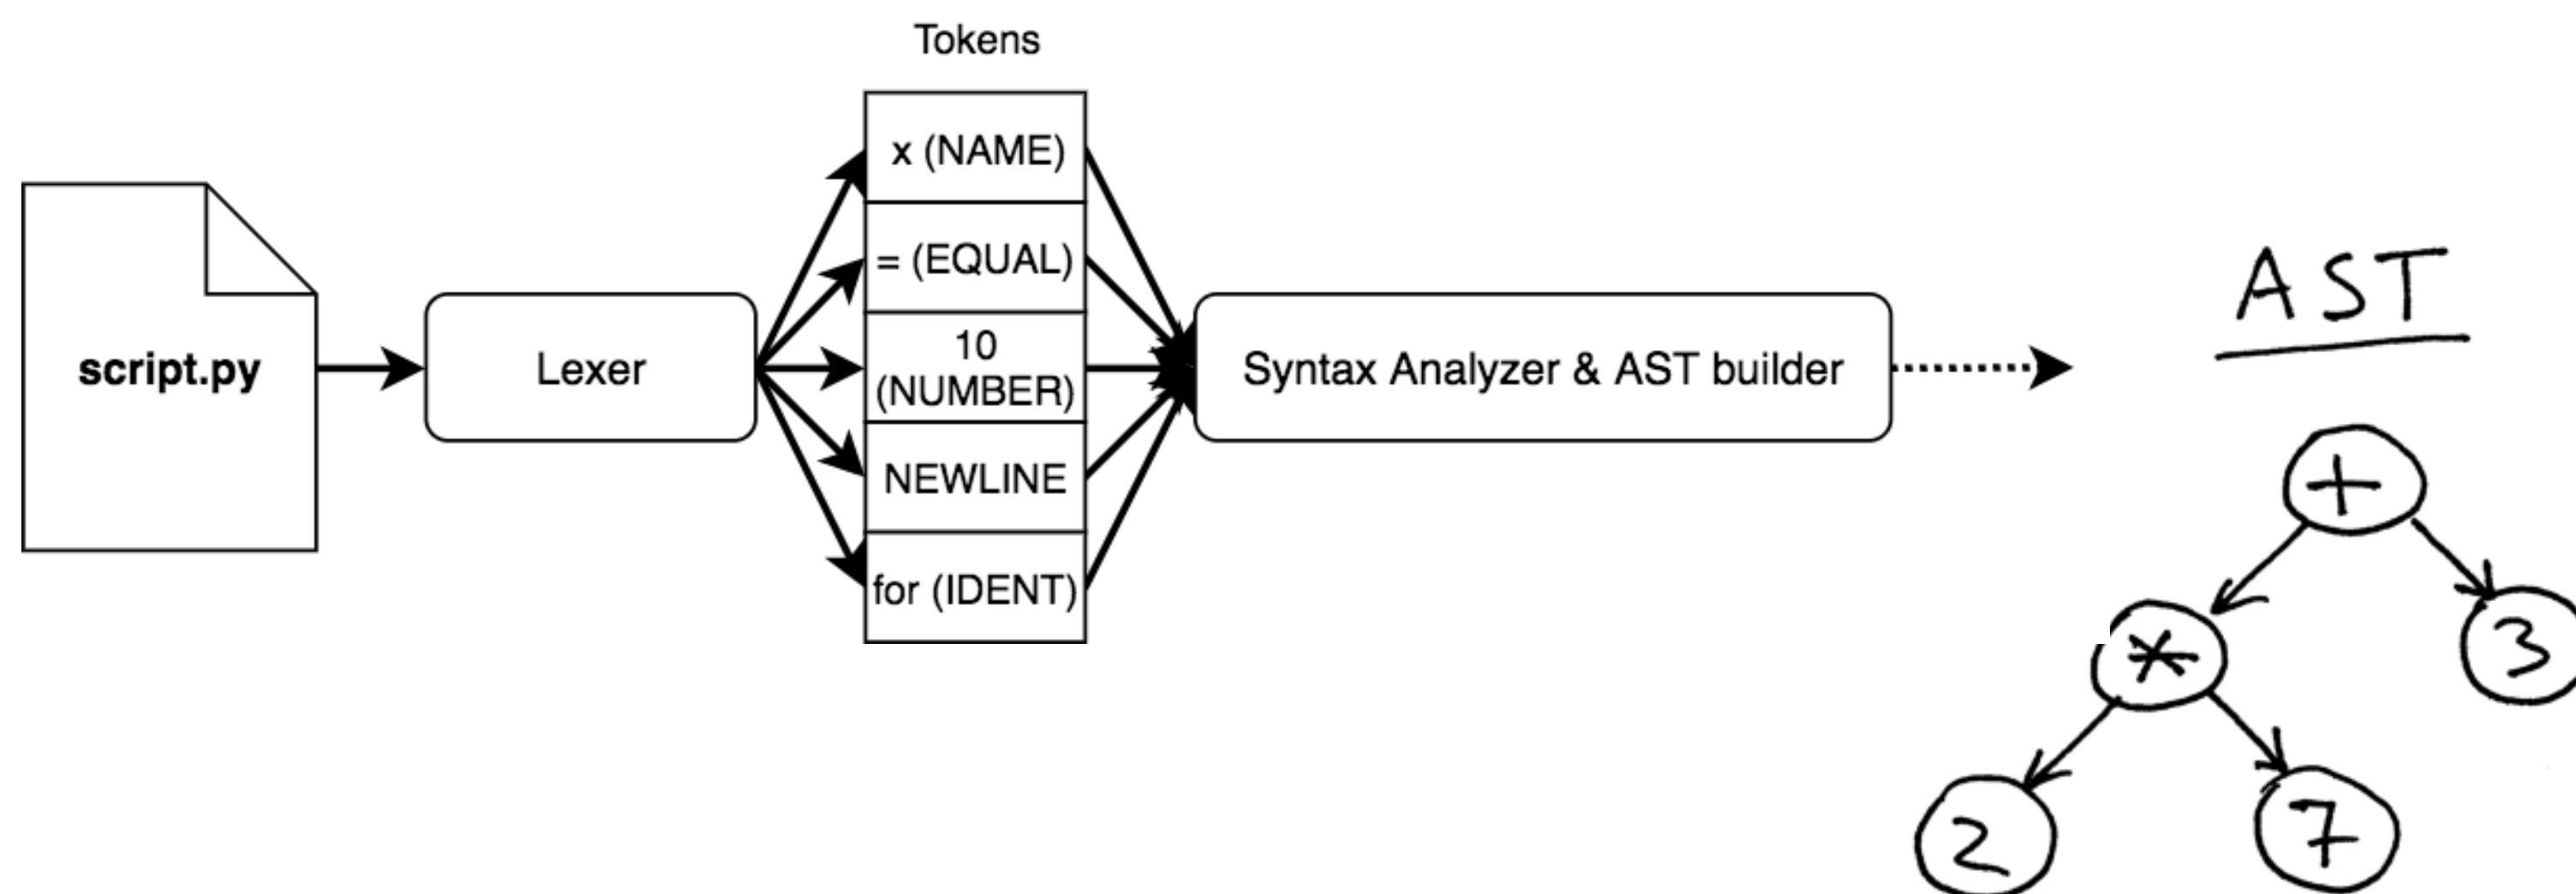 Tokens
script.py
Lexer
x (NAME)
= (EQUAL)
10
(NUMBER)
NEWLINE
for (IDENT)
Syntax Analyzer & AST builder
AST
+
*
3
2
7